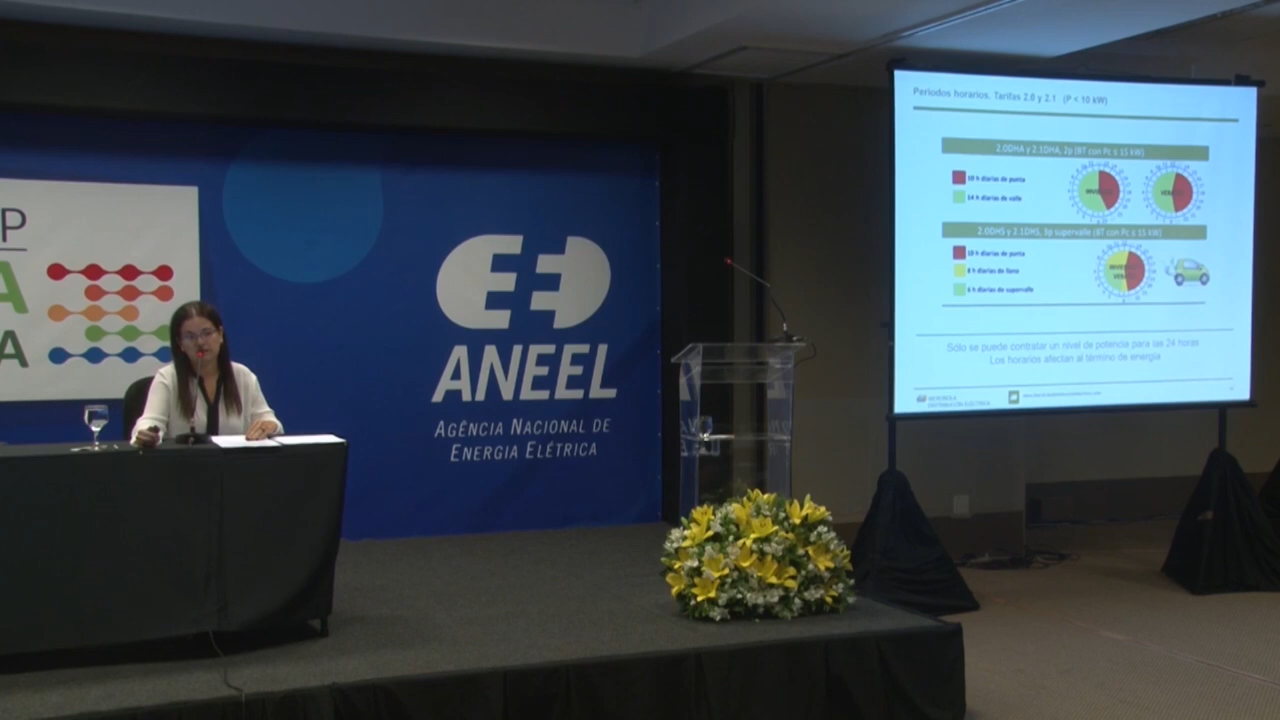 P
A
A
ANEEL
AGÊNCIA NACIONAL DE
ENERGIA ELÉTRICA
Periodos horarios. Tarifas 2.0 y 2.1 (P < 10 kW)
2.0DHA y 2.1DHA, 2p (BT con Pc ≤ 15 kW)
10 h diarias de punta
14 h diarias de valle
2.0DHS y 2.1DHS, 3p supervalle (BT con Pc ≤ 15 kW)
10 h diarias de punta
8 h diarias de llano
6 h diarias de supervalle
Sólo se puede contratar un nivel de potencia para las 24 horas
Los horarios afectan al término de energía
IBERDROLA
DISTRIBUCIÓN ELÉCTRICA